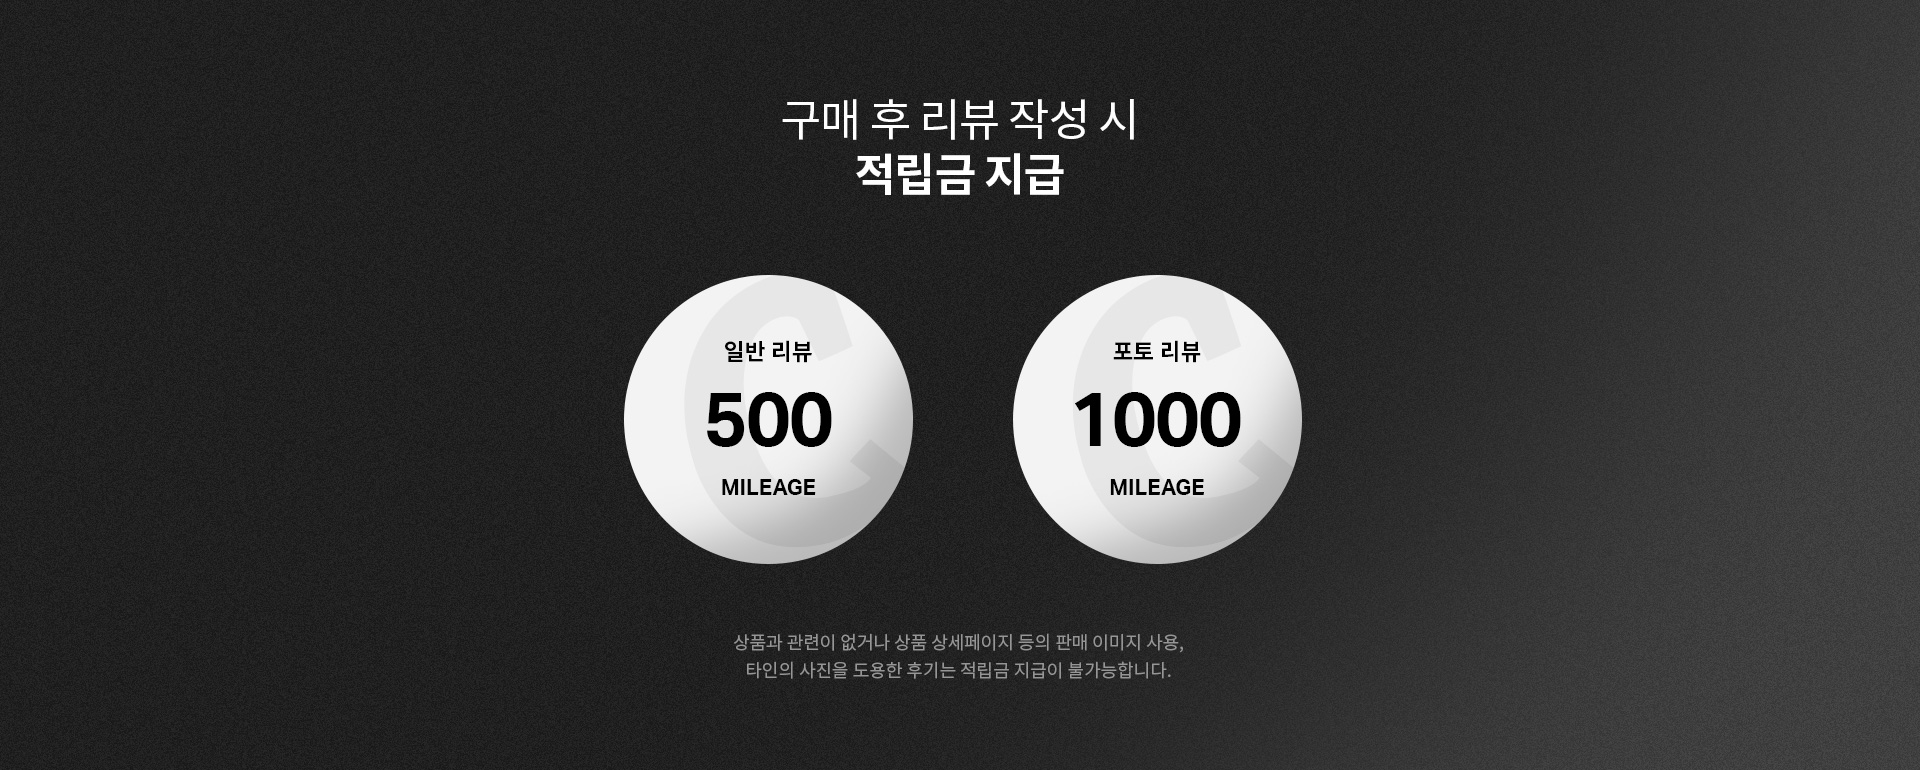 구매 후 리뷰 작성 시
적립금 지급
일반 리뷰
500
MILEAGE
포토 리뷰
1000
MILEAGE
상품과 관련이 없거나 상품 상세페이지 등의 판매 이미지 사용,
타인의 사진을 도용한 후기는 적립금 지급이 불가능합니다.